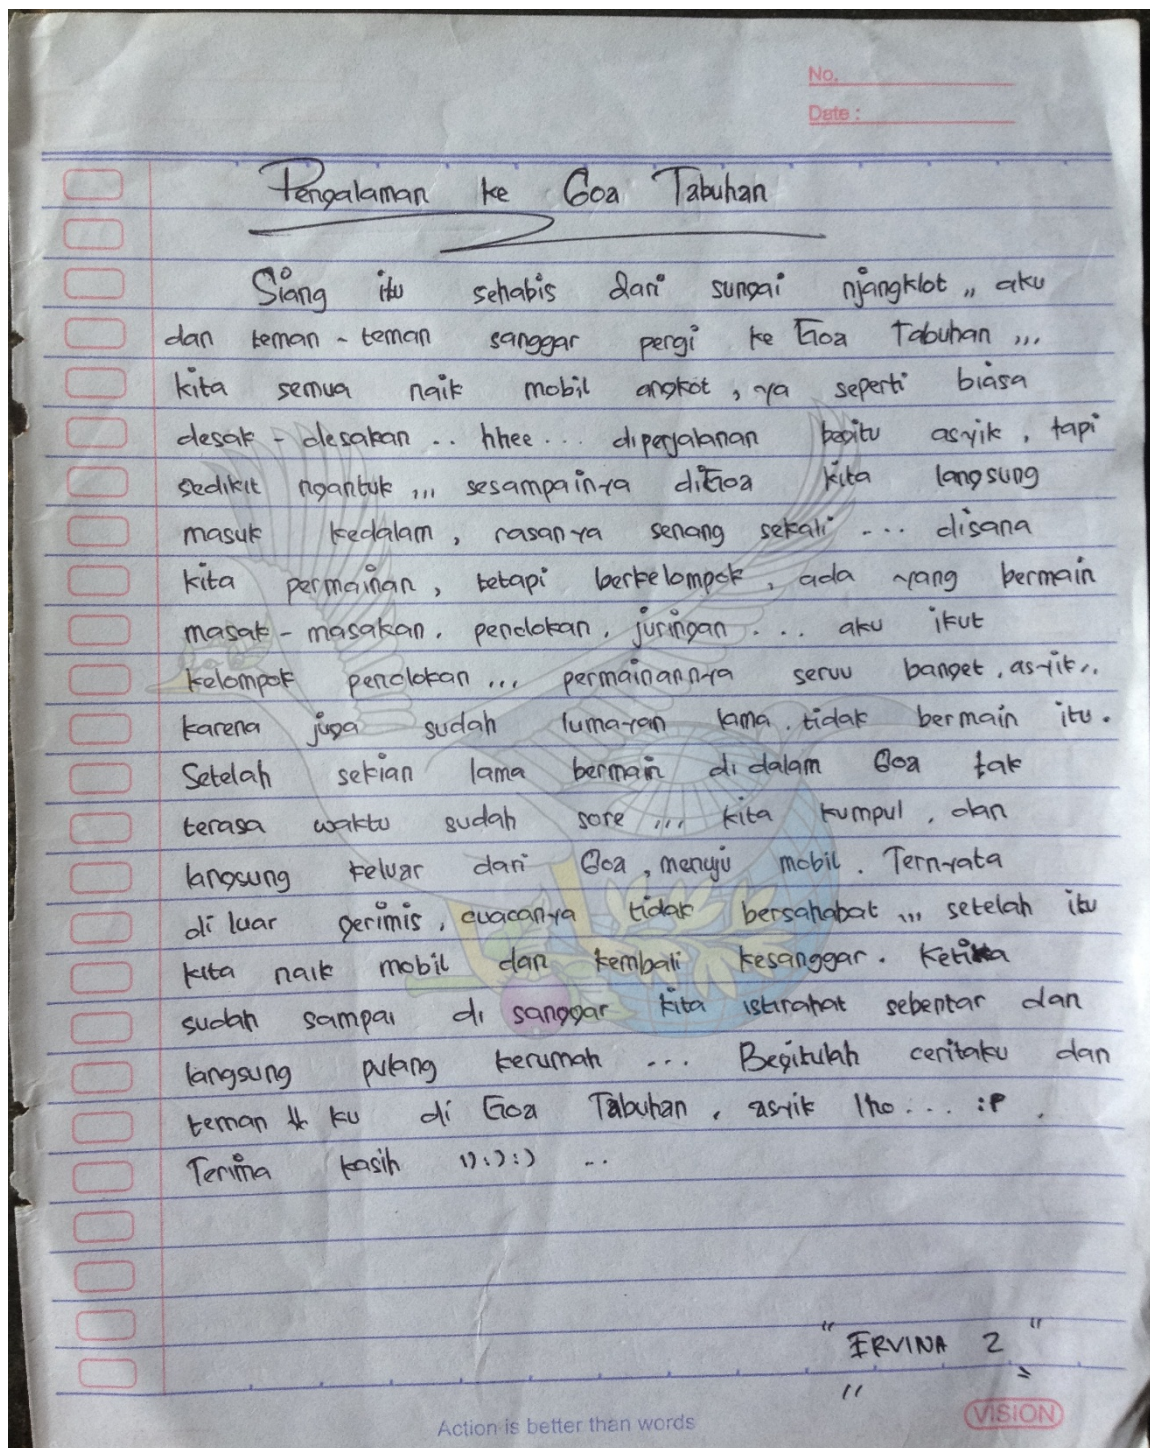 No.
Date :
Pengalaman ke Goa Tabuhan
Siang itu sehabis dari sungai njangklot ,, aku
dan teman - teman sanggar pergi ke Goa Tabuhan ,,,
kita semua naik mobil angkot , ya seperti biasa
desak - desakan .. hhee ... diperjalanan begitu asyik , tapi
sedikit ngantuk ,,, sesampainya diGoa kita langsung
masuk kedalam , rasanya senang sekali ... disana
kita permainan , tetapi berkelompok , ada yang bermain
masak - masakan , pendokan , juringan ... aku ikut
kelompok pendokan ... permainannya seruu banget , asyik ,.
karena juga sudah lumayan lama tidak bermain itu .
Setelah sekian lama bermain di dalam Goa tak
terasa waktu sudah sore ,,, kita kumpul , dan
langsung keluar dari Goa , menuju mobil . Ternyata
di luar gerimis , cuacanya tidak bersahabat ,,, setelah itu
kita naik mobil dan kembali kesanggar . Ketika
sudah sampai di sanggar kita istirahat sebentar dan
langsung pulang kerumah ... Begitulah ceritaku dan
teman ku di Goa Tabuhan , asyik lho ... :P .
Terima kasih :):):) ...
" ERVINA 2 "
Action is better than words
VISION